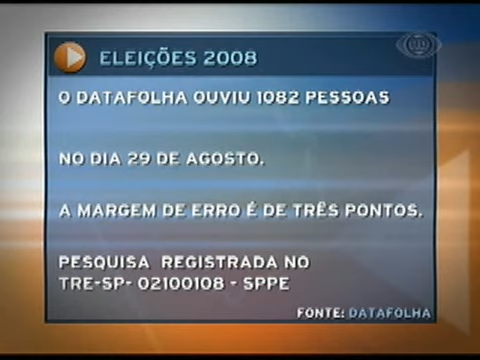 ELEIÇÕES 2008
O DATAFOLHA OUVIU 1082 PESSOAS
NO DIA 29 DE AGOSTO.
A MARGEM DE ERRO É DE TRÊS PONTOS.
PESQUISA REGISTRADA NO
TRE-SP- 02100108 - SPPE
FONTE: DATAFOLHA